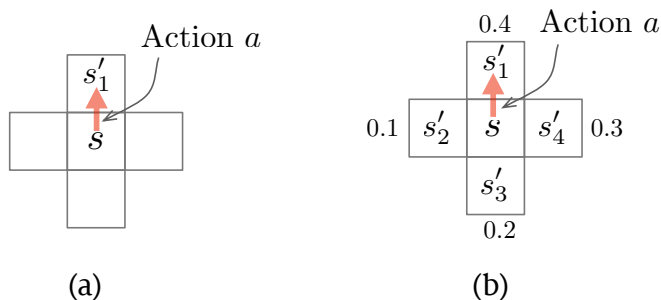 Action a
s′₁
s
(a)
0.4
Action a
s′₁
0.1 s′₂ s s′₄ 0.3
s′₃
0.2
(b)